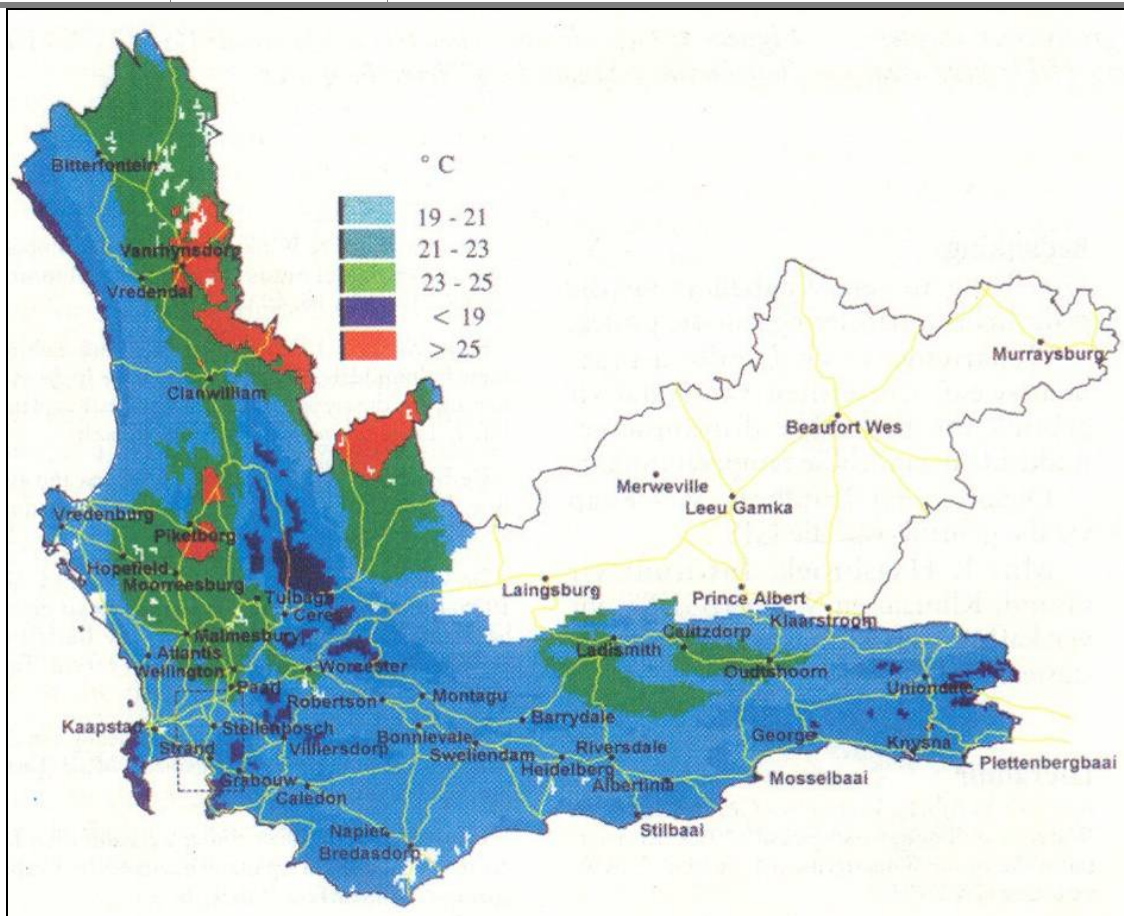 ° C
19 - 21
21 - 23
23 - 25
< 19
> 25
Bitterfontein
Vanrhynsdorp
Vredendal
Clanwilliam
Murraysburg
Beaufort Wes
Merweville
Leeu Gamka
Vredenburg
Piketberg
Hopefield
Moorreesburg
Laingsburg
Prince Albert
Tulbagh
Ceres
Klaarstroom
Malmesbury
Calitzdorp
Ladismith
Atlantis
Wellington
Worcester
Oudtshoorn
Paarl
Uniondale
Robertson
Montagu
Kaapstad
Stellenbosch
Barrydale
Bonnievale
George
Knysna
Strand
Villiersdorp
Swellendam
Riversdale
Heidelberg
Plettenbergbaai
Grabouw
Caledon
Albertinia
Mosselbaai
Napier
Stilbaai
Bredasdorp